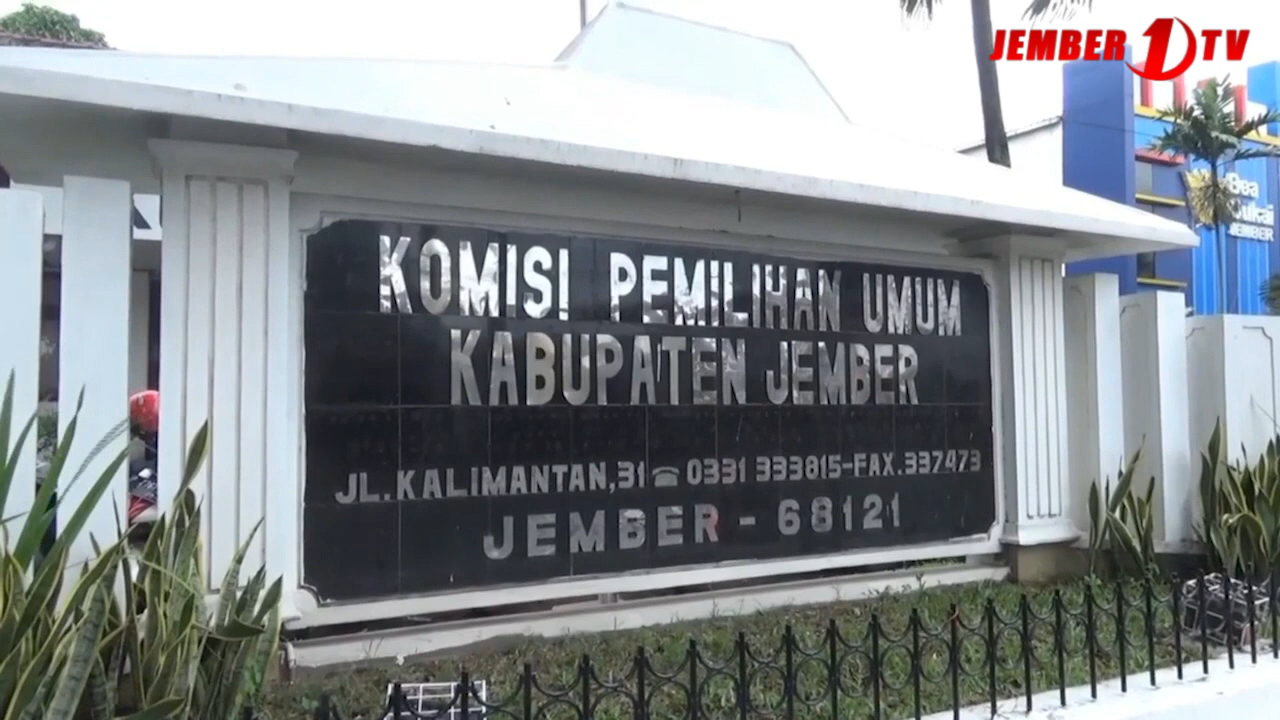 JEMBER 1 TV
Bea
Cukai
JEMBER
KOMISI PEMILIHAN UMUM
KABUPATEN JEMBER
JL.KALIMANTAN,31 ☎ 0331 333815-FAX.337473
JEMBER - 68121